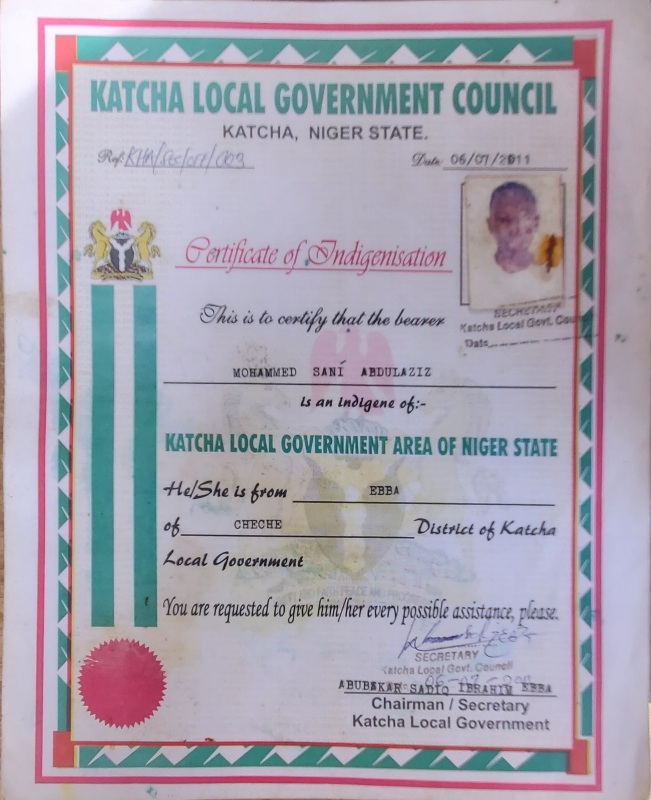 KATCHA LOCAL GOVERNMENT COUNCIL
KATCHA, NIGER STATE.
Ref: KHA/SEC/OFF/003 Date 06/07/2011
Certificate of Indigenisation
SECRETARY
Katcha Local Govt. Coun
Date
This is to certify that the bearer
MOHAMMED SANI ABDULAZIZ
is an indigene of:-
KATCHA LOCAL GOVERNMENT AREA OF NIGER STATE
He/She is from EBBA
of CHECHE District of Katcha
Local Government
You are requested to give him/her every possible assistance, please.
SECRETARY
Katcha Local Govt. Council
ABUBAKAR SADIQ IBRAHIM EBBA
Chairman / Secretary
Katcha Local Government